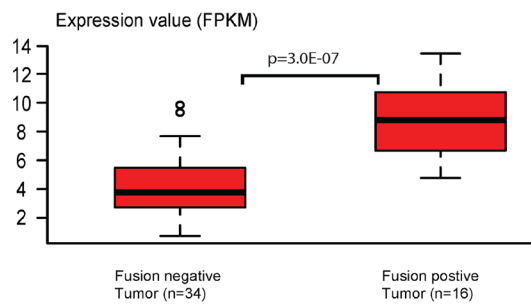 Expression value (FPKM)
14
12
10
8
6
4
2
p=3.0E-07
Fusion negative
Tumor (n=34)
Fusion postive
Tumor (n=16)